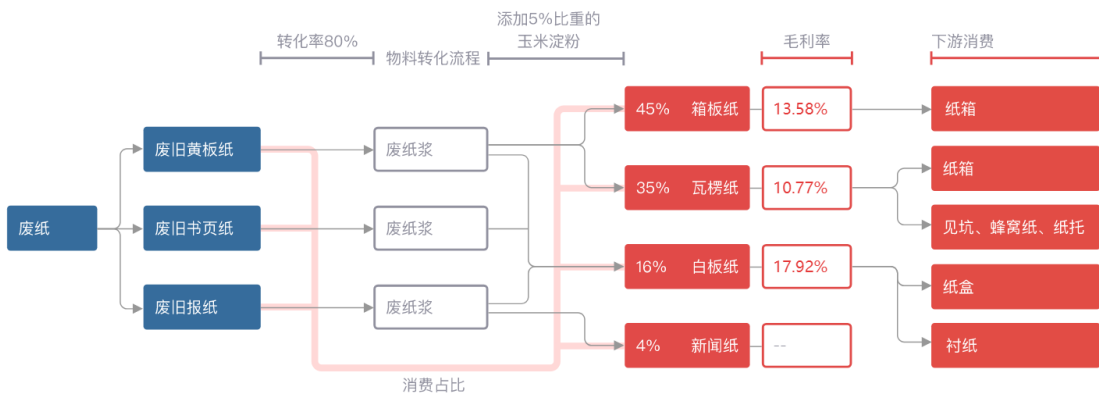 添加5%比重的
转化率80%
物料转化流程
玉米淀粉
毛利率
下游消费
45% 箱板纸
13.58%
纸箱
废旧黄板纸
废纸浆
纸箱
35% 瓦楞纸
10.77%
废纸
废旧书页纸
废纸浆
见坑、蜂窝纸、纸托
16% 白板纸
17.92%
纸盒
废旧报纸
废纸浆
4% 新闻纸
--
衬纸
消费占比